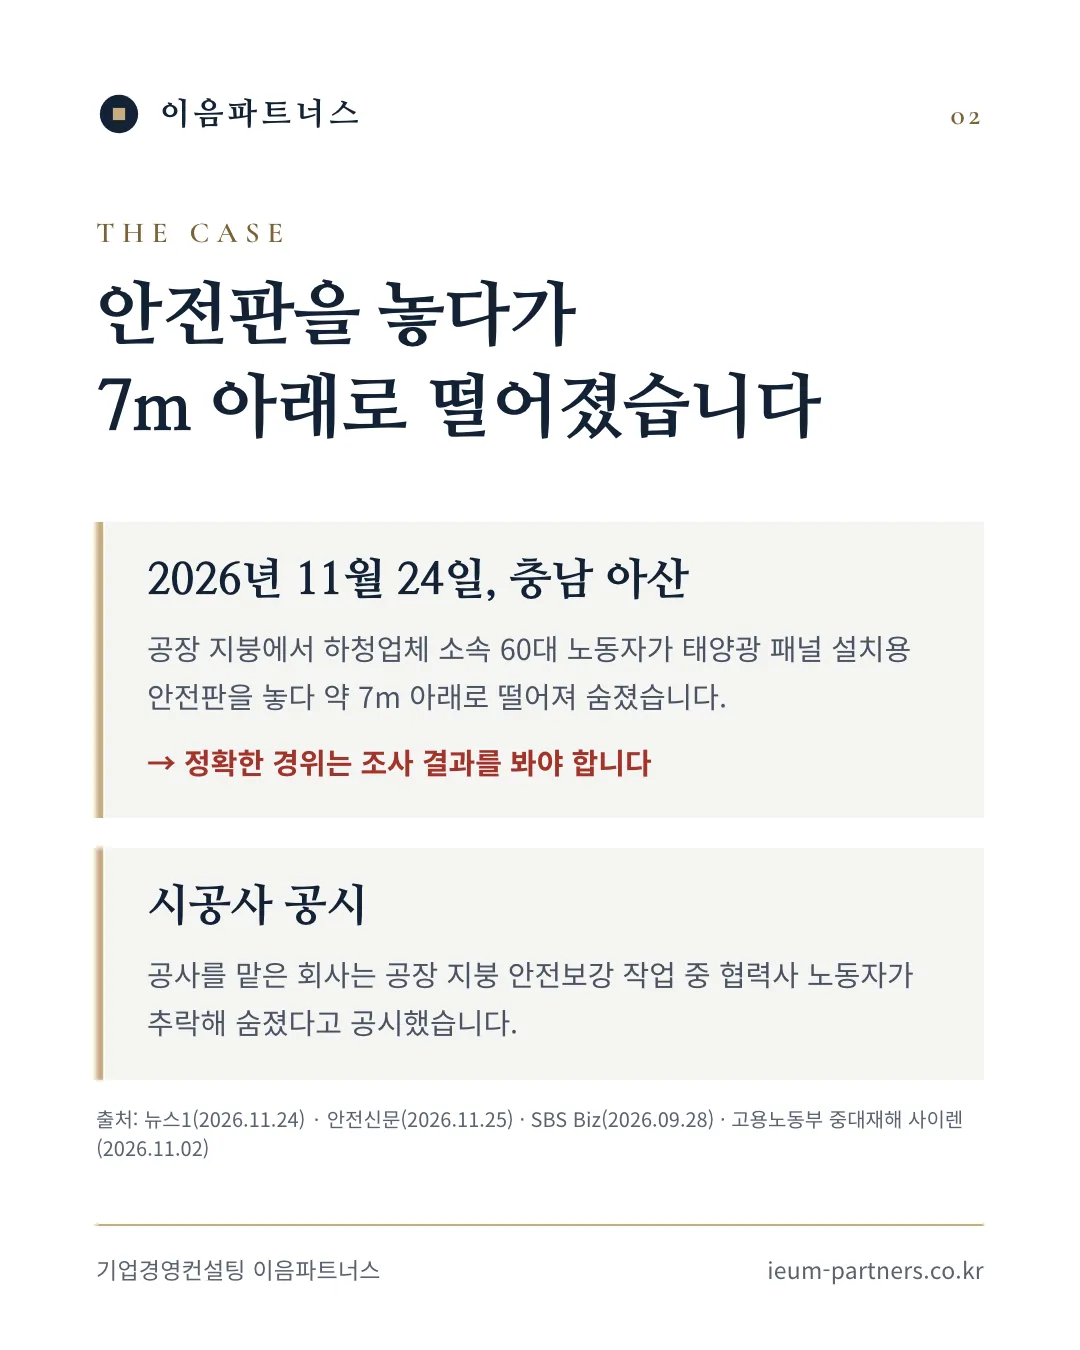 이음파트너스
02
THE CASE
안전판을 놓다가
7m 아래로 떨어졌습니다
2026년 11월 24일, 충남 아산
공장 지붕에서 하청업체 소속 60대 노동자가 태양광 패널 설치용
안전판을 놓다 약 7m 아래로 떨어져 숨졌습니다.
→ 정확한 경위는 조사 결과를 봐야 합니다
시공사 공시
공사를 맡은 회사는 공장 지붕 안전보강 작업 중 협력사 노동자가
추락해 숨졌다고 공시했습니다.
출처: 뉴스1(2026.11.24) · 안전신문(2026.11.25) · SBS Biz(2026.09.28) · 고용노동부 중대재해 사이렌
(2026.11.02)
기업경영컨설팅 이음파트너스
ieum-partners.co.kr